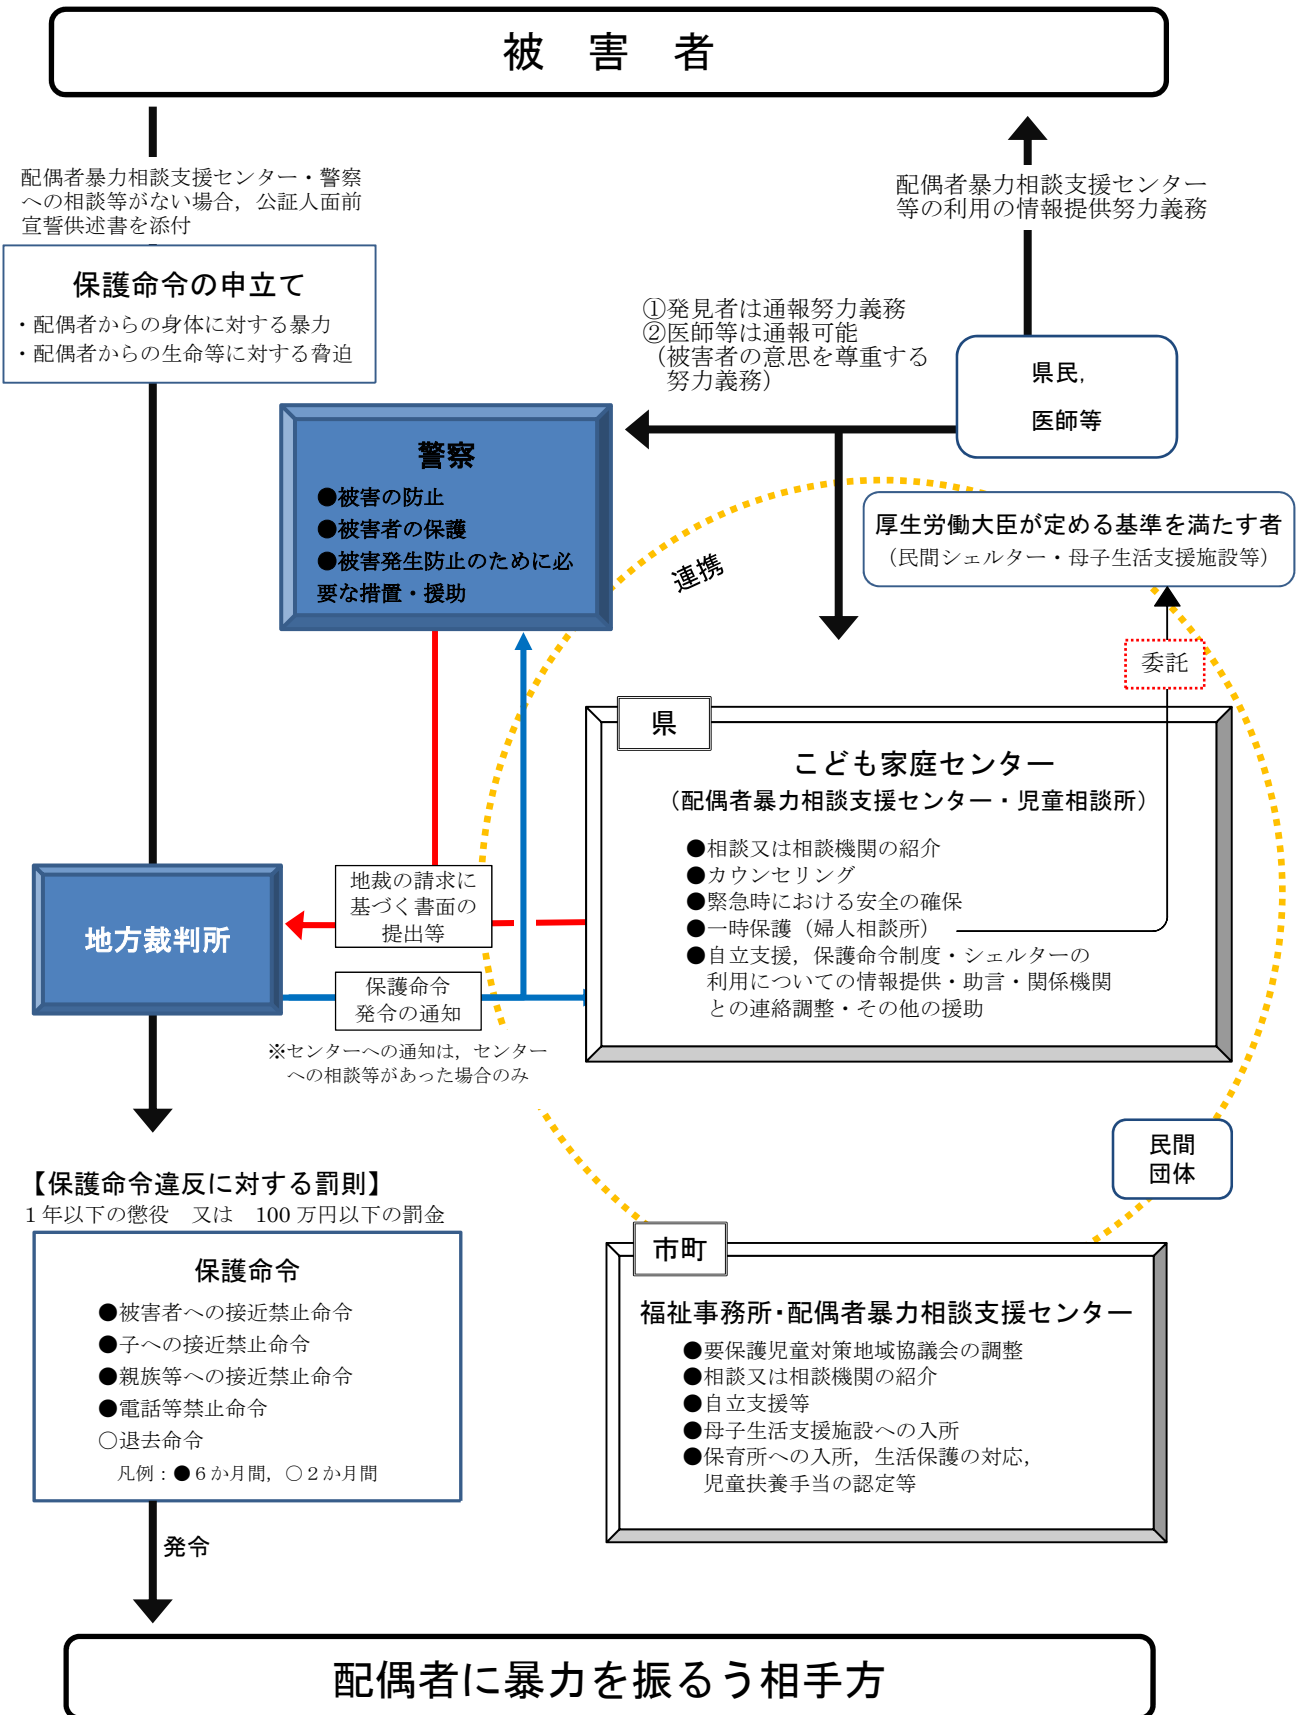 被　害　者
配偶者暴力相談支援センター・警察
への相談等がない場合，公証人面前
宣誓供述書を添付
配偶者暴力相談支援センター
等の利用の情報提供努力義務
保護命令の申立て
・配偶者からの身体に対する暴力
・配偶者からの生命等に対する脅迫
①発見者は通報努力義務
②医師等は通報可能
（被害者の意思を尊重する
努力義務）
県民，
医師等
警察
●被害の防止
●被害者の保護
●被害発生防止のために必
要な措置・援助
連携
厚生労働大臣が定める基準を満たす者
（民間シェルター・母子生活支援施設等）
委託
県
こども家庭センター
（配偶者暴力相談支援センター・児童相談所）
●相談又は相談機関の紹介
●カウンセリング
●緊急時における安全の確保
●一時保護（婦人相談所）
●自立支援，保護命令制度・シェルターの
利用についての情報提供・助言・関係機関
との連絡調整・その他の援助
地裁の請求に
基づく書面の
提出等
地方裁判所
保護命令
発令の通知
※センターへの通知は，センター
への相談等があった場合のみ
民間
団体
【保護命令違反に対する罰則】
1年以下の懲役　又は　100万円以下の罰金
保護命令
●被害者への接近禁止命令
●子への接近禁止命令
●親族等への接近禁止命令
●電話等禁止命令
○退去命令
凡例：●６か月間，○２か月間
市町
福祉事務所・配偶者暴力相談支援センター
●要保護児童対策地域協議会の調整
●相談又は相談機関の紹介
●自立支援等
●母子生活支援施設への入所
●保育所への入所，生活保護の対応，
児童扶養手当の認定等
発令
配偶者に暴力を振るう相手方